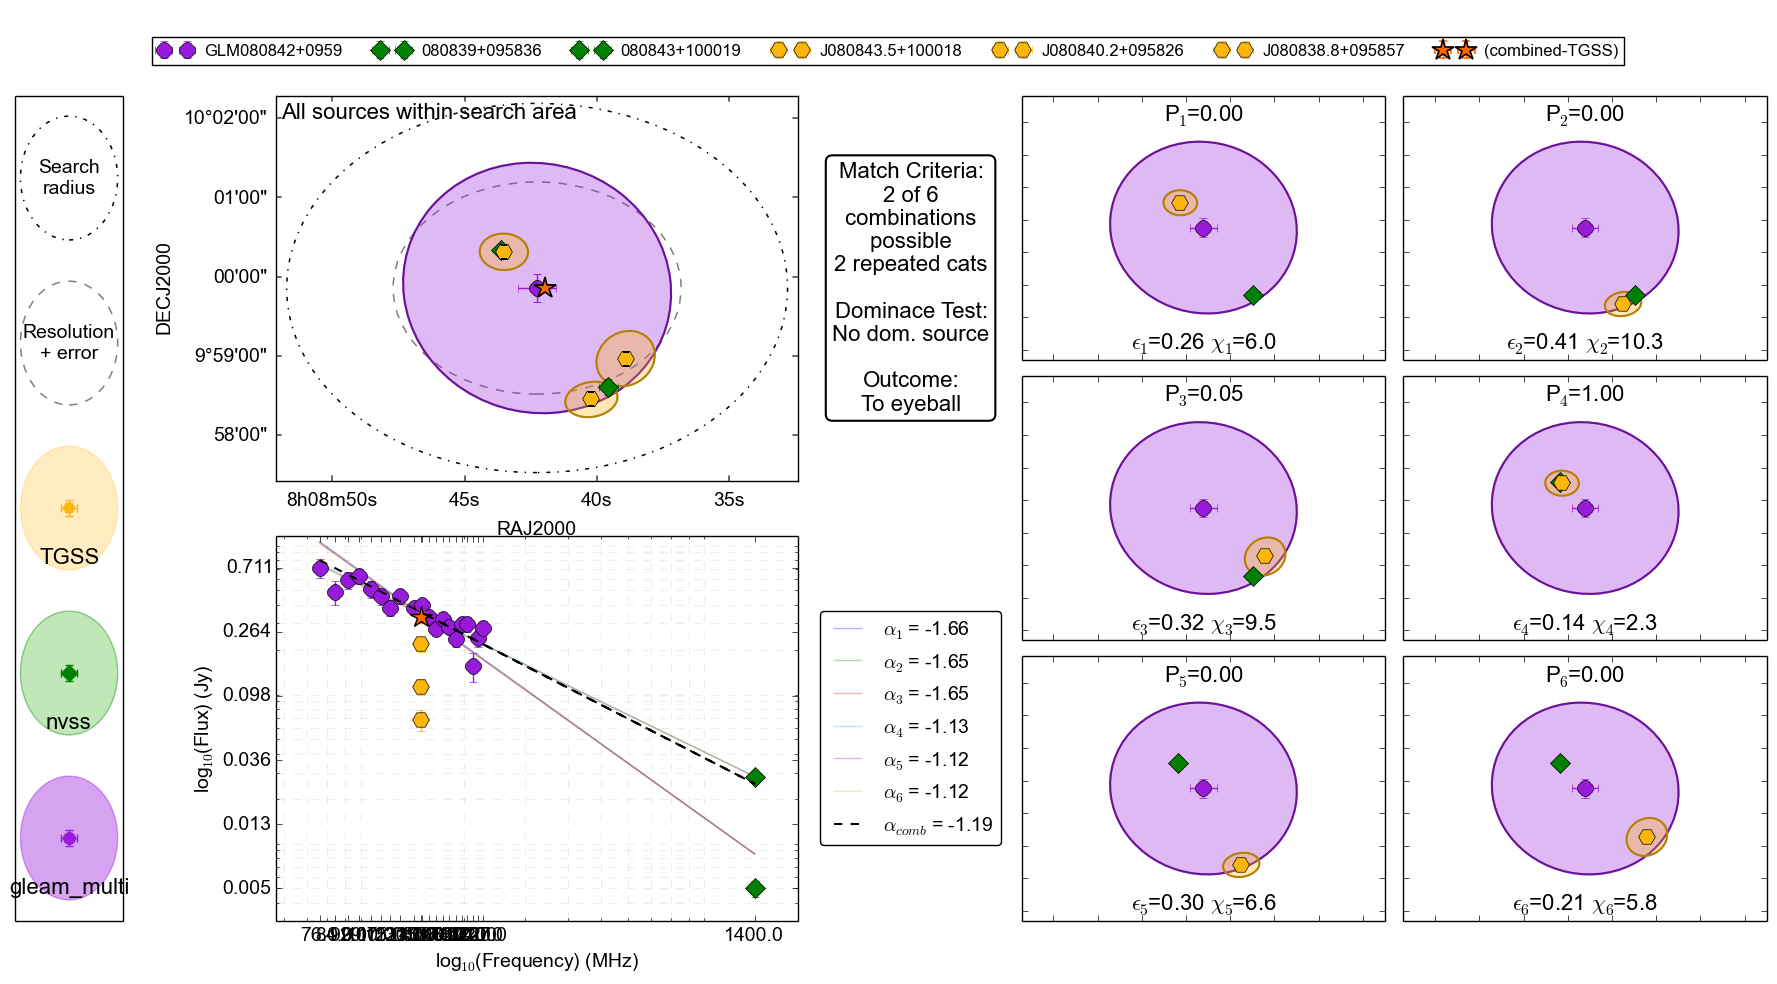 GLM080842+0959 080839+095836 080843+100019 J080843.5+100018 J080840.2+095826 J080838.8+095857 (combined-TGSS)
Search
radius
Resolution
+ error
TGSS
nvss
gleam_multi
All sources within search area
DECJ2000
10°02'00"
01'00"
00'00"
9°59'00"
58'00"
8h08m50s 45s 40s 35s
RAJ2000
Match Criteria:
2 of 6
combinations
possible
2 repeated cats
Dominace Test:
No dom. source
Outcome:
To eyeball
log10(Flux) (Jy)
0.711
0.264
0.098
0.036
0.013
0.005
1400.0
log10(Frequency) (MHz)
α1 = -1.66
α2 = -1.65
α3 = -1.65
α4 = -1.13
α5 = -1.12
α6 = -1.12
αcomb = -1.19
P1=0.00
ϵ1=0.26 χ1=6.0
P2=0.00
ϵ2=0.41 χ2=10.3
P3=0.05
ϵ3=0.32 χ3=9.5
P4=1.00
ϵ4=0.14 χ4=2.3
P5=0.00
ϵ5=0.30 χ5=6.6
P6=0.00
ϵ6=0.21 χ6=5.8